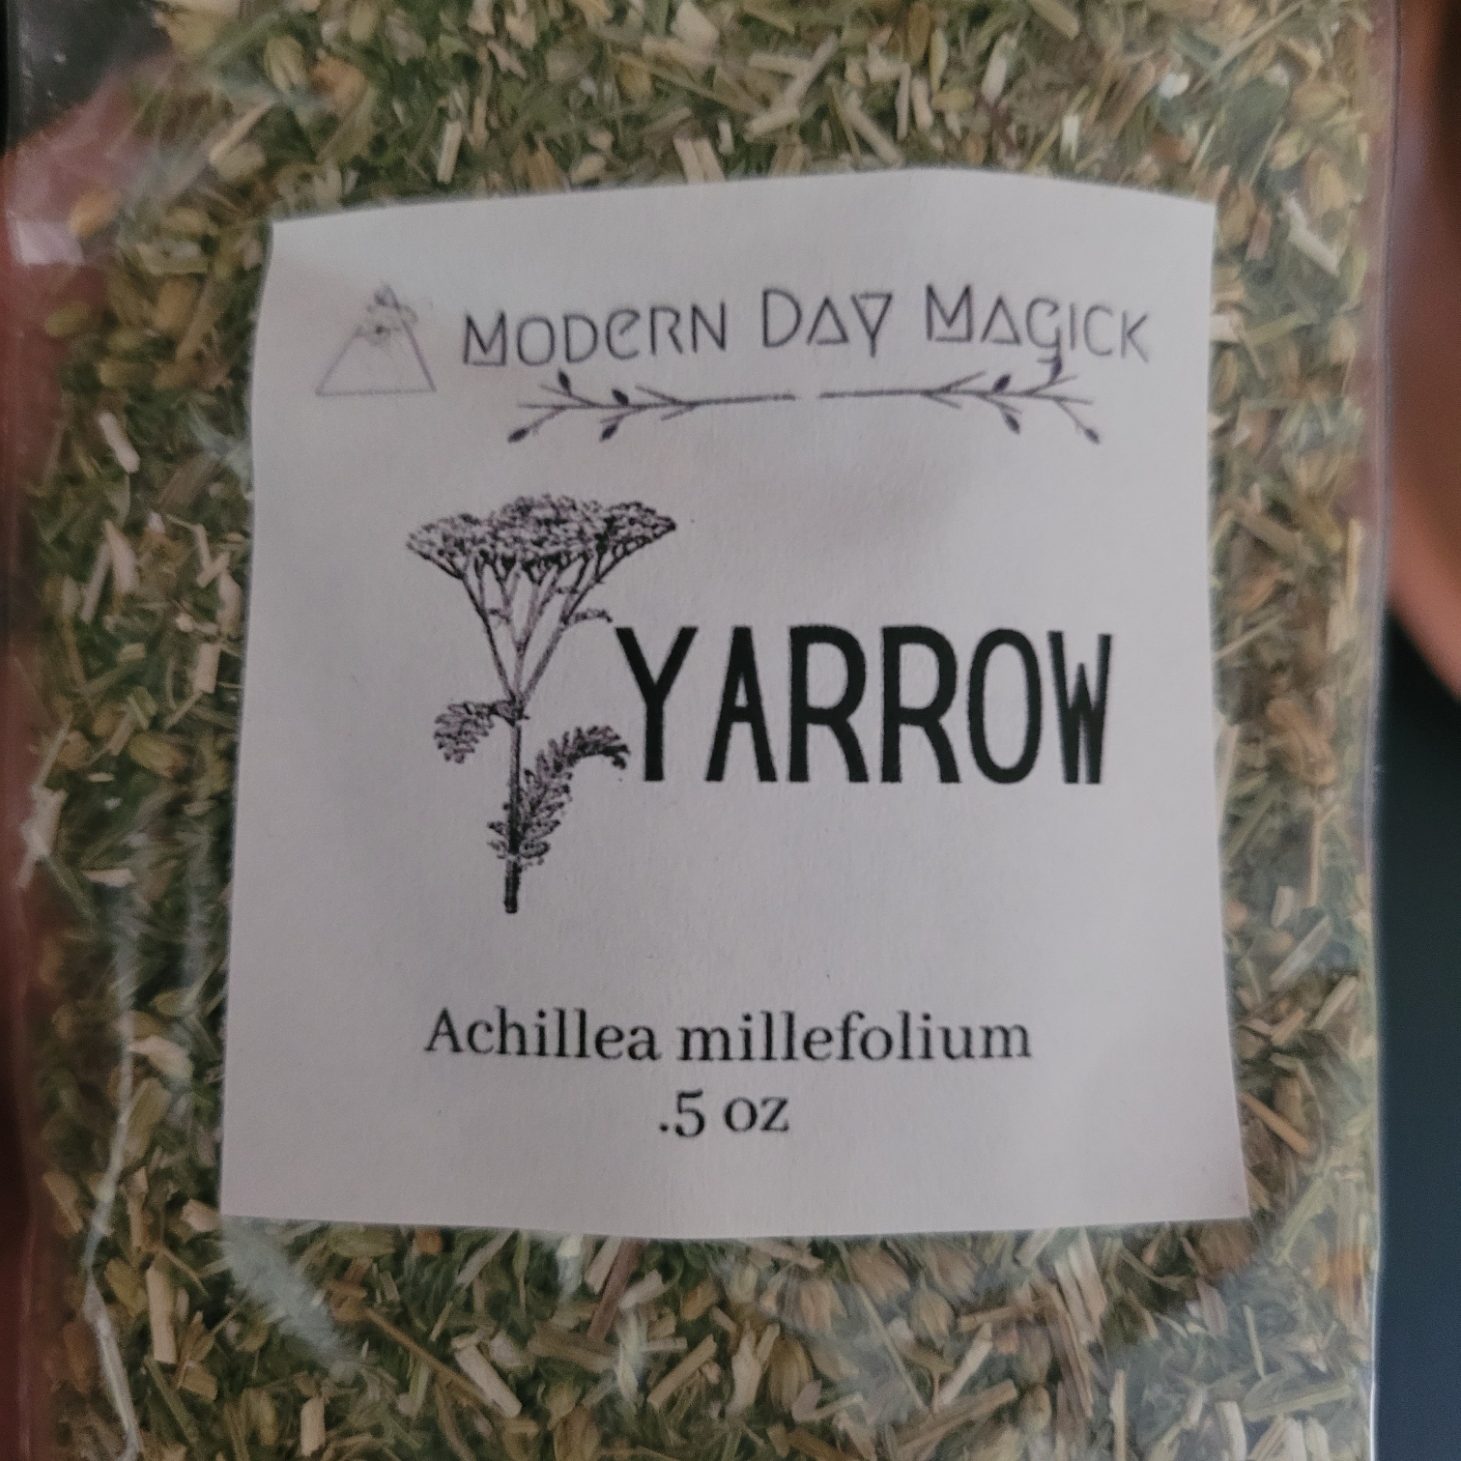 MODERN DAY MAGICK
YARROW
Achillea millefolium
.5 oz